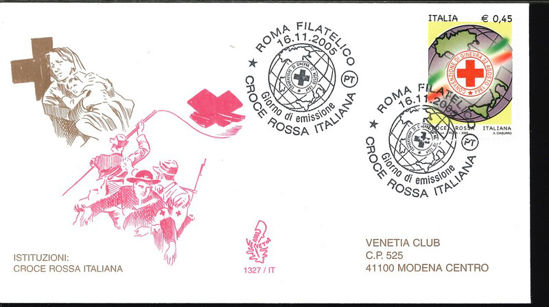 ROMA FILATELICO
16.11.2005
Giorno di emissione
CROCE ROSSA ITALIANA
PT
ITALIA € 0,45
CROCE ROSSA ITALIANA
ROMA FILATELICO
16.11.2005
Giorno di emissione
CROCE ROSSA ITALIANA
PT
1327 / IT
ISTITUZIONI:
CROCE ROSSA ITALIANA
VENETIA CLUB
C.P. 525
41100 MODENA CENTRO